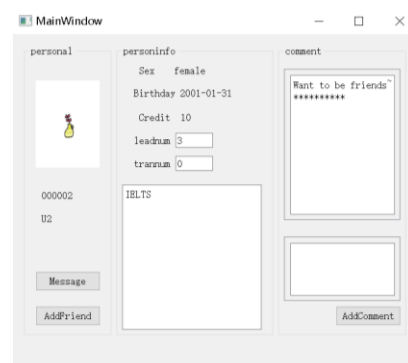 MainWindow
personal
000002
U2
Message
AddFriend
personinfo
Sex female
Birthday 2001-01-31
Credit 10
leadnum 3
trannum 0
IELTS
comment
Want to be friends~
**********
AddComment